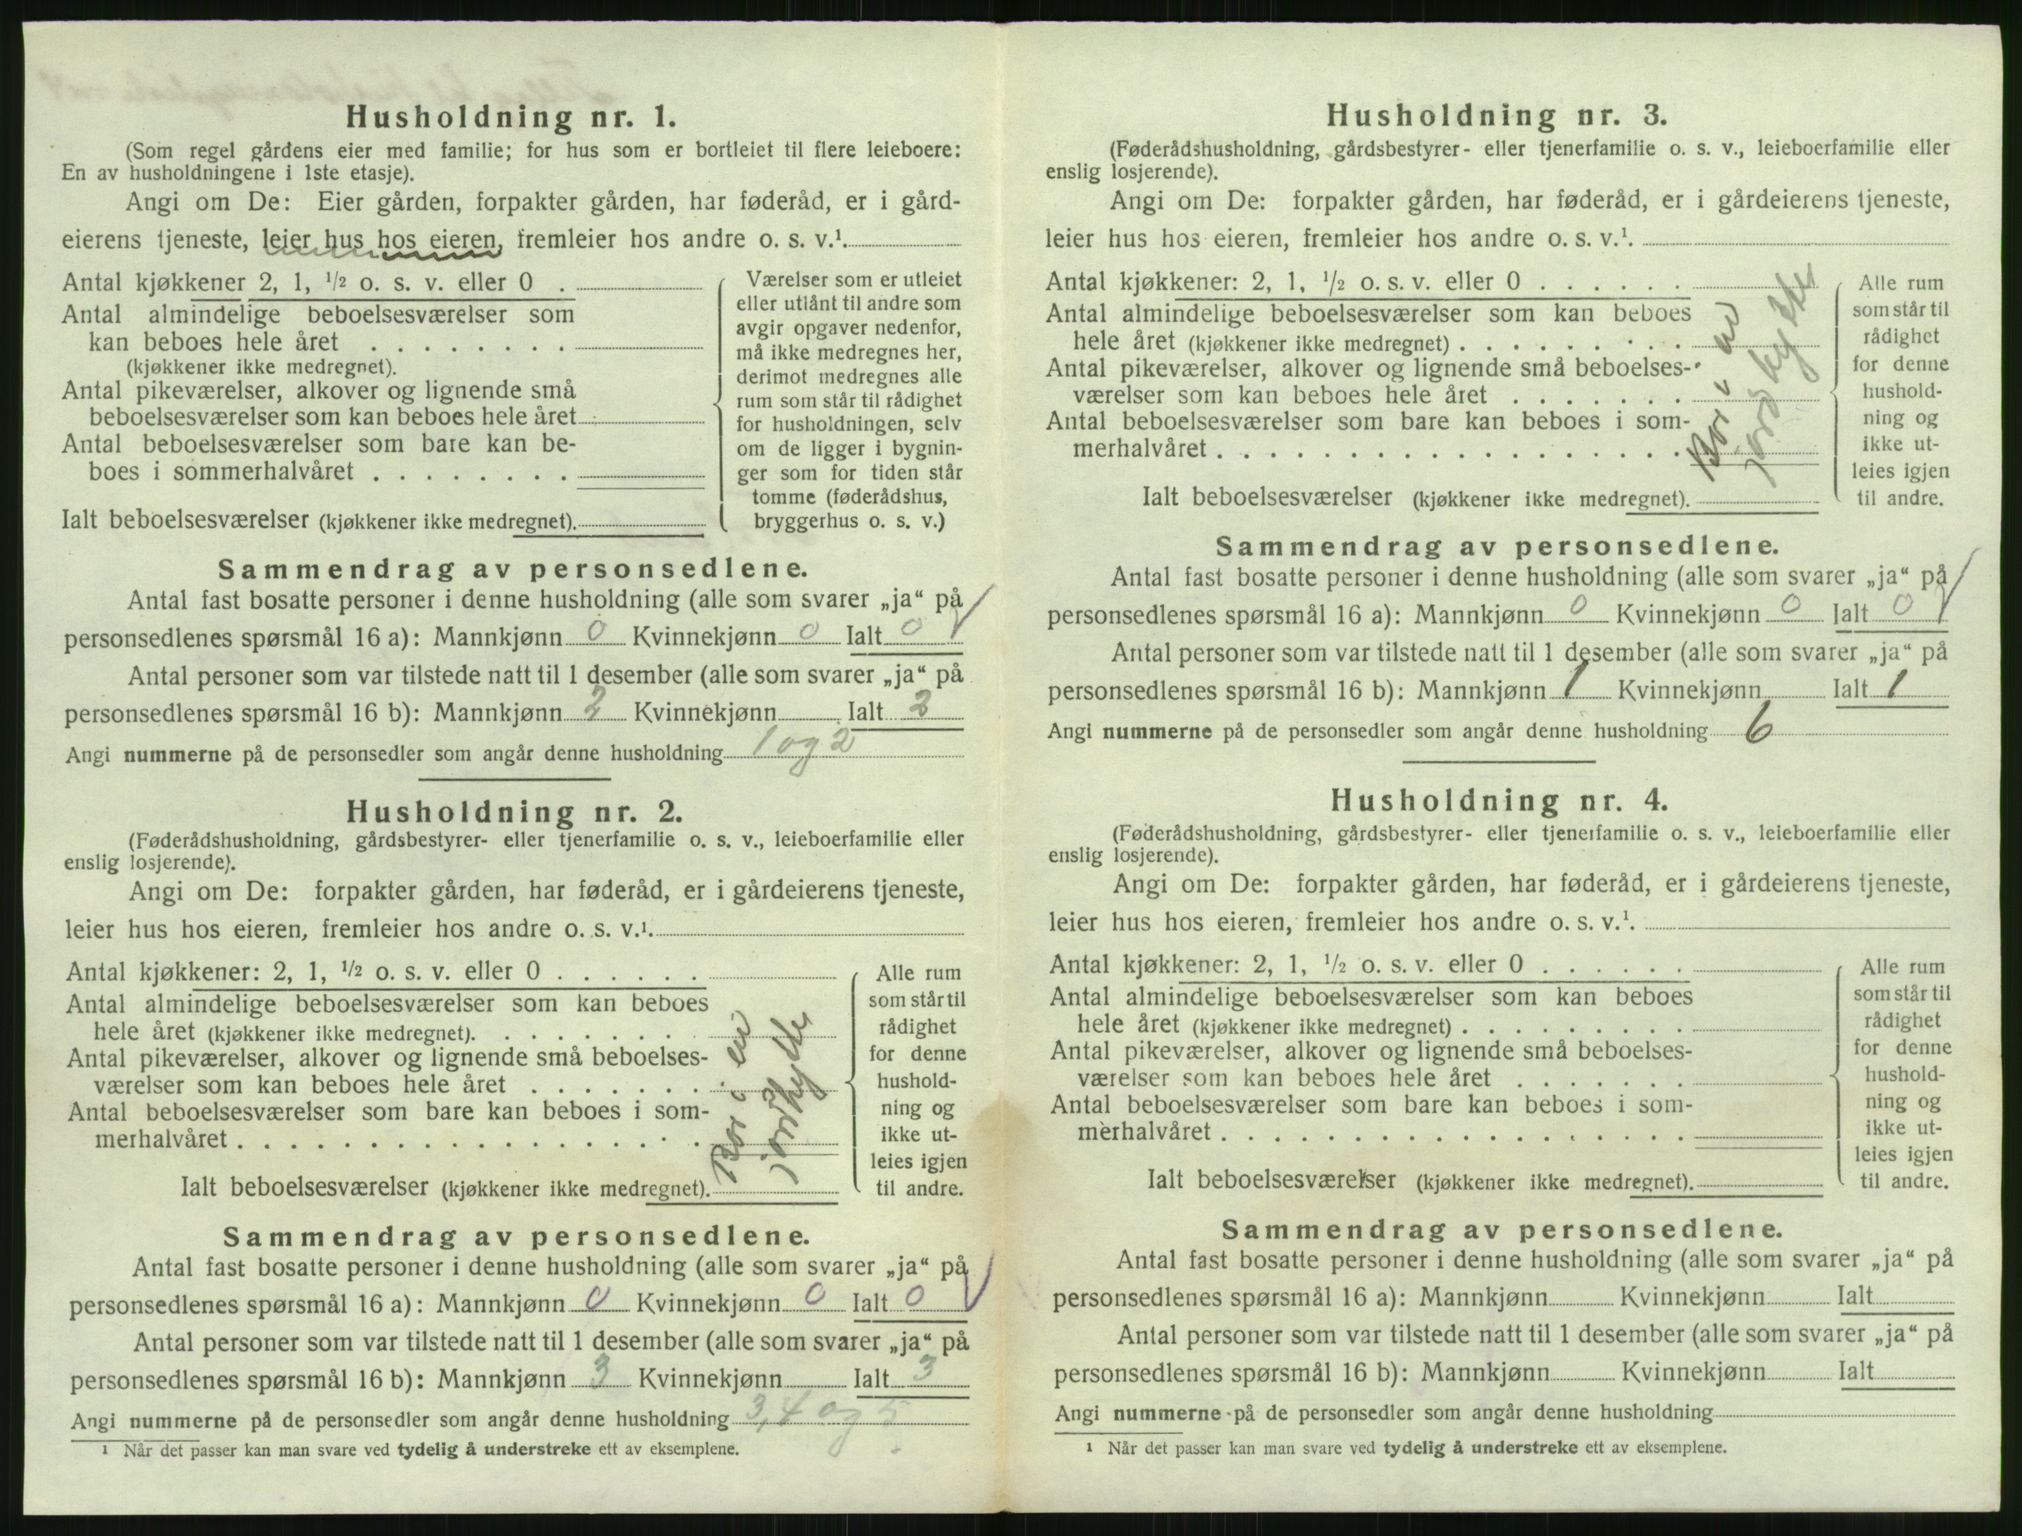 Husholdning nr. 1.
(Som regel gårdens eier med familie; for hus som er bortleiet til flere leieboere:
En av husholdningene i 1ste etasje).
Angi om De: Eier gården, forpakter gården, har føderåd, er i gård-
eierens tjeneste, leier hus hos eieren, fremleier hos andre o. s. v.¹
Antal kjøkkener 2, 1, ½ o. s. v. eller 0 .
Antal almindelige beboelsesværelser som
kan beboes hele året . . . . . . . .
(kjøkkener ikke medregnet).
Antal pikeværelser, alkover og lignende små
beboelsesværelser som kan beboes hele året
Antal beboelsesværelser som bare kan be-
boes i sommerhalvåret . . . . . . . .
Ialt beboelsesværelser (kjøkkener ikke medregnet).
Værelser som er utleiet
eller utlånt til andre som
avgir opgaver nedenfor,
må ikke medregnes her,
derimot medregnes alle
rum som står til rådighet
for husholdningen, selv
om de ligger i bygnin-
ger som for tiden står
tomme (føderådshus,
bryggerhus o. s. v.)
Sammendrag av personsedlene.
Antal fast bosatte personer i denne husholdning (alle som svarer „ja“ på
personsedlenes spørsmål 16 a): Mannkjønn 0 Kvinnekjønn 0 Ialt 0
Antal personer som var tilstede natt til 1 desember (alle som svarer „ja“ på
personsedlenes spørsmål 16 b): Mannkjønn 2 Kvinnekjønn Ialt 2
Angi nummerne på de personsedler som angår denne husholdning 1 og 2
Husholdning nr. 2.
(Føderådshusholdning, gårdsbestyrer- eller tjenerfamilie o. s. v., leieboerfamilie eller
enslig losjerende).
Angi om De: forpakter gården, har føderåd, er i gårdeierens tjeneste,
leier hus hos eieren, fremleier hos andre o. s. v.¹.
Antal kjøkkener: 2, 1, ½ o. s. v. eller 0 . . . . . .
Antal almindelige beboelsesværelser som kan beboes
hele året (kjøkkener ikke medregnet). . . . . . . . .
Antal pikeværelser, alkover og lignende små beboelses-
værelser som kan beboes hele året . . . . . . .
Antal beboelsesværelser som bare kan beboes i som-
merhalvåret . . . . . . . . . . . . . . . . . .
Ialt beboelsesværelser (kjøkkener ikke medregnet).
Bor i en
jordhytte
Alle rum
som står til
rådighet
for denne
hushold-
ning og
ikke ut-
leies igjen
til andre.
Sammendrag av personsedlene.
Antal fast bosatte personer i denne husholdning (alle som svarer „ja“ på
personsedlenes spørsmål 16 a): Mannkjønn 0 Kvinnekjønn 0 Ialt 0
Antal personer som var tilstede natt til 1 desember (alle som svarer „ja“ på
personsedlenes spørsmål 16 b): Mannkjønn 3 Kvinnekjønn Ialt 3
Angi nummerne på de personsedler som angår denne husholdning 3, 4 og 5
¹ Når det passer kan man svare ved tydelig å understreke ett av eksemplene.
Husholdning nr. 3.
(Føderådshusholdning, gårdsbestyrer- eller tjenerfamilie o. s. v., leieboerfamilie eller
enslig losjerende).
Angi om De: forpakter gården, har føderåd, er i gårdeierens tjeneste,
leier hus hos eieren, fremleier hos andre o. s. v.¹.
Antal kjøkkener: 2, 1, ½ o. s. v. eller 0 . . . . . .
Antal almindelige beboelsesværelser som kan beboes
hele året (kjøkkener ikke medregnet) . . . . . . . . .
Antal pikeværelser, alkover og lignende små beboelses-
værelser som kan beboes hele året . . . . . . .
Antal beboelsesværelser som bare kan beboes i som-
merhalvåret . . . . . . . . . . . . . . . . . .
Ialt beboelsesværelser (kjøkkener ikke medregnet).
Bor i en
jordhytte
Alle rum
som står til
rådighet
for denne
hushold-
ning og
ikke ut-
leies igjen
til andre.
Sammendrag av personsedlene.
Antal fast bosatte personer i denne husholdning (alle som svarer „ja“ på
personsedlenes spørsmål 16 a): Mannkjønn 0 Kvinnekjønn 0 Ialt 0
Antal personer som var tilstede natt til 1 desember (alle som svarer „ja“ på
personsedlenes spørsmål 16 b): Mannkjønn 1 Kvinnekjønn Ialt 1
Angi nummerne på de personsedler som angår denne husholdning 6
Husholdning nr. 4.
(Føderådshusholdning, gårdsbestyrer- eller tjenerfamilie o. s. v., leieboerfamilie eller
enslig losjerende).
Angi om De: forpakter gården, har føderåd, er i gårdeierens tjeneste,
leier hus hos eieren, fremleier hos andre o. s. v.¹.
Antal kjøkkener: 2, 1, ½ o. s. v. eller 0 . . . . . .
Antal almindelige beboelsesværelser som kan beboes
hele året (kjøkkener ikke medregnet) . . . . . . . . .
Antal pikeværelser, alkover og lignende små beboelses-
værelser som kan beboes hele året . . . . . . .
Antal beboelsesværelser som bare kan beboes i som-
merhalvåret . . . . . . . . . . . . . . . . . .
Ialt beboelsesværelser (kjøkkener ikke medregnet).
Alle rum
som står til
rådighet
for denne
hushold-
ning og
ikke ut-
leies igjen
til andre.
Sammendrag av personsedlene.
Antal fast bosatte personer i denne husholdning (alle som svarer „ja“ på
personsedlenes spørsmål 16 a): Mannkjønn Kvinnekjønn Ialt
Antal personer som var tilstede natt til 1 desember (alle som svarer „ja“ på
personsedlenes spørsmål 16 b): Mannkjønn Kvinnekjønn Ialt
Angi nummerne på de personsedler som angår denne husholdning
¹ Når det passer kan man svare ved tydelig å understreke ett av eksemplene.